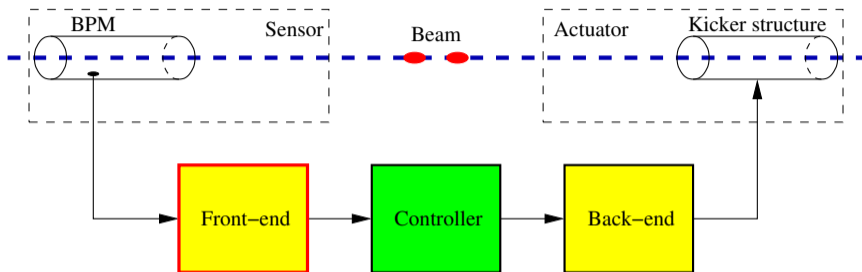 BPM
Sensor
Beam
Actuator
Kicker structure
Front−end
Controller
Back−end